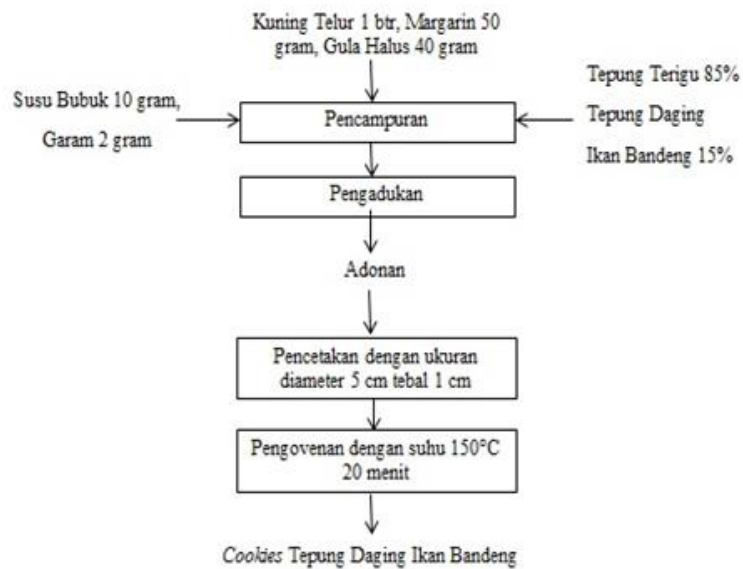 Kuning Telur 1 btr, Margarin 50
gram, Gula Halus 40 gram
Susu Bubuk 10 gram,
Garam 2 gram
Pencampuran
Tepung Terigu 85%
Tepung Daging
Ikan Bandeng 15%
Pengadukan
Adonan
Pencetakan dengan ukuran
diameter 5 cm tebal 1 cm
Pengovenan dengan suhu 150°C
20 menit
Cookies Tepung Daging Ikan Bandeng